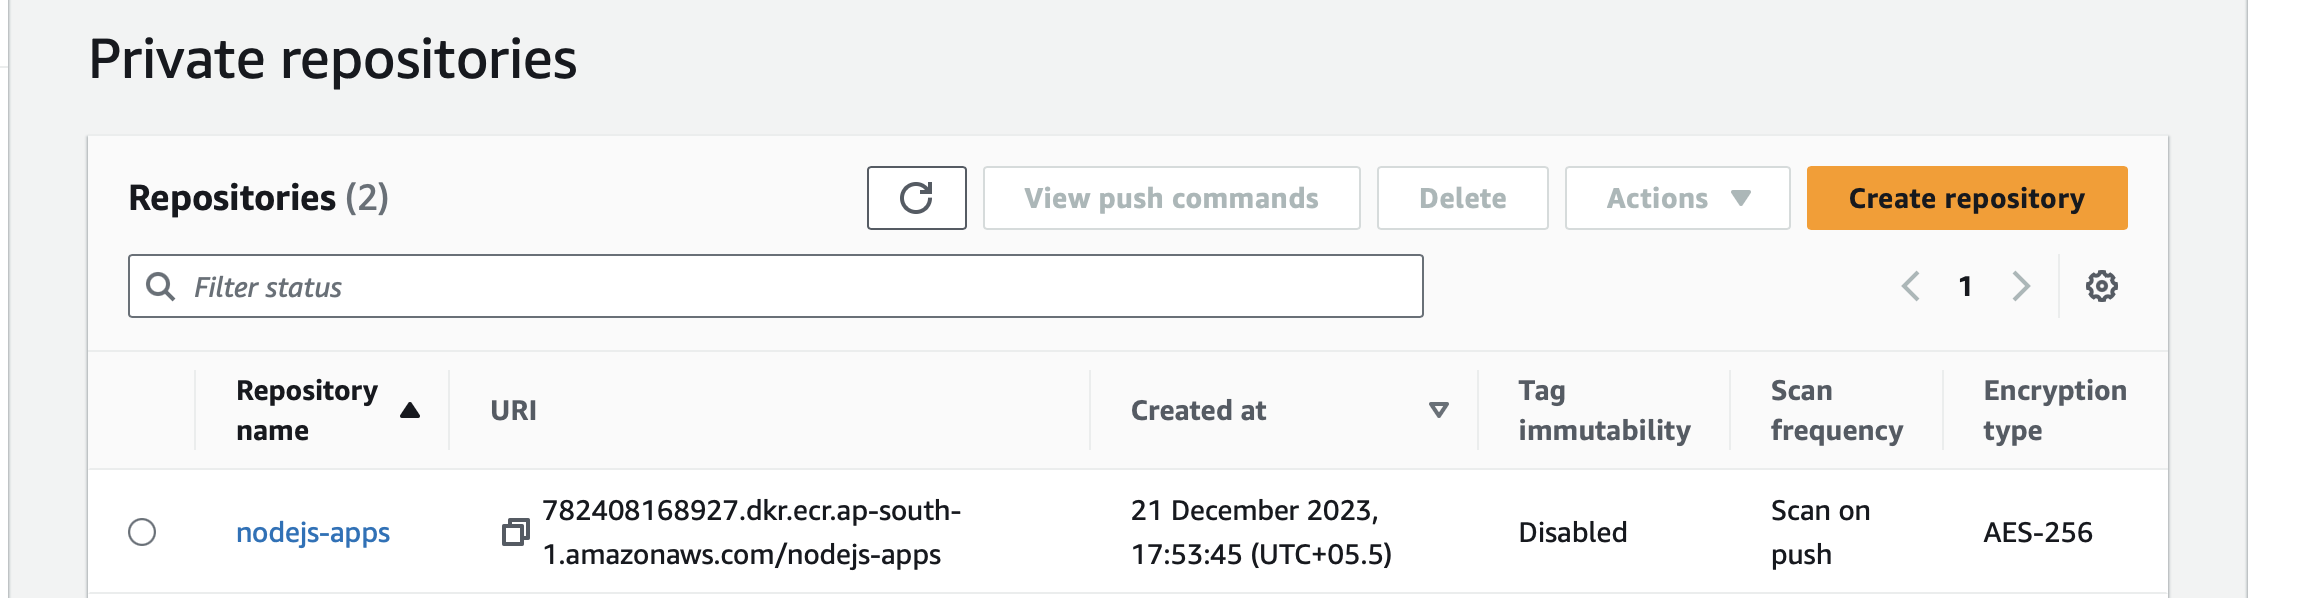 Private repositories
Repositories (2)
View push commands
Delete
Actions
Create repository
Filter status
1
Repository name
URI
Created at
Tag immutability
Scan frequency
Encryption type
nodejs-apps
782408168927.dkr.ecr.ap-south-
1.amazonaws.com/nodejs-apps
21 December 2023,
17:53:45 (UTC+05.5)
Disabled
Scan on
push
AES-256